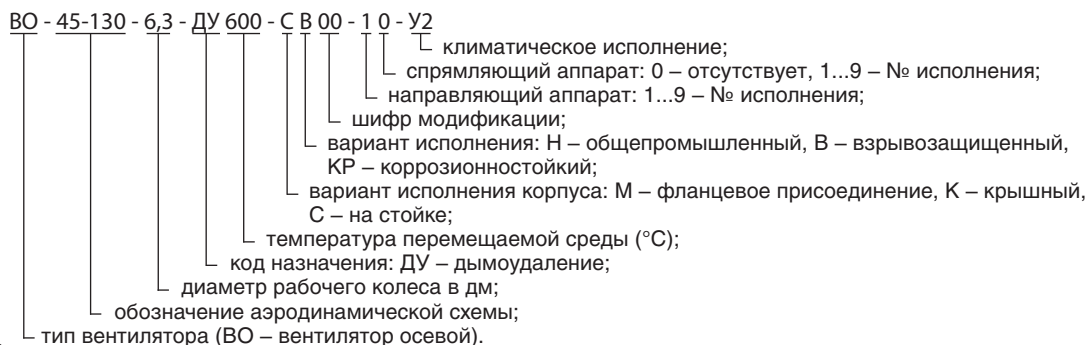 ВО - 45-130 - 6,3 - ДУ 600 - С В 00 - 1 0 - У2
климатическое исполнение;
спрямляющий аппарат: 0 – отсутствует, 1...9 – № исполнения;
направляющий аппарат: 1...9 – № исполнения;
шифр модификации;
вариант исполнения: Н – общепромышленный, В – взрывозащищенный,
КР – коррозионностойкий;
вариант исполнения корпуса: М – фланцевое присоединение, К – крышный,
С – на стойке;
температура перемещаемой среды (°С);
код назначения: ДУ – дымоудаление;
диаметр рабочего колеса в дм;
обозначение аэродинамической схемы;
тип вентилятора (ВО – вентилятор осевой).